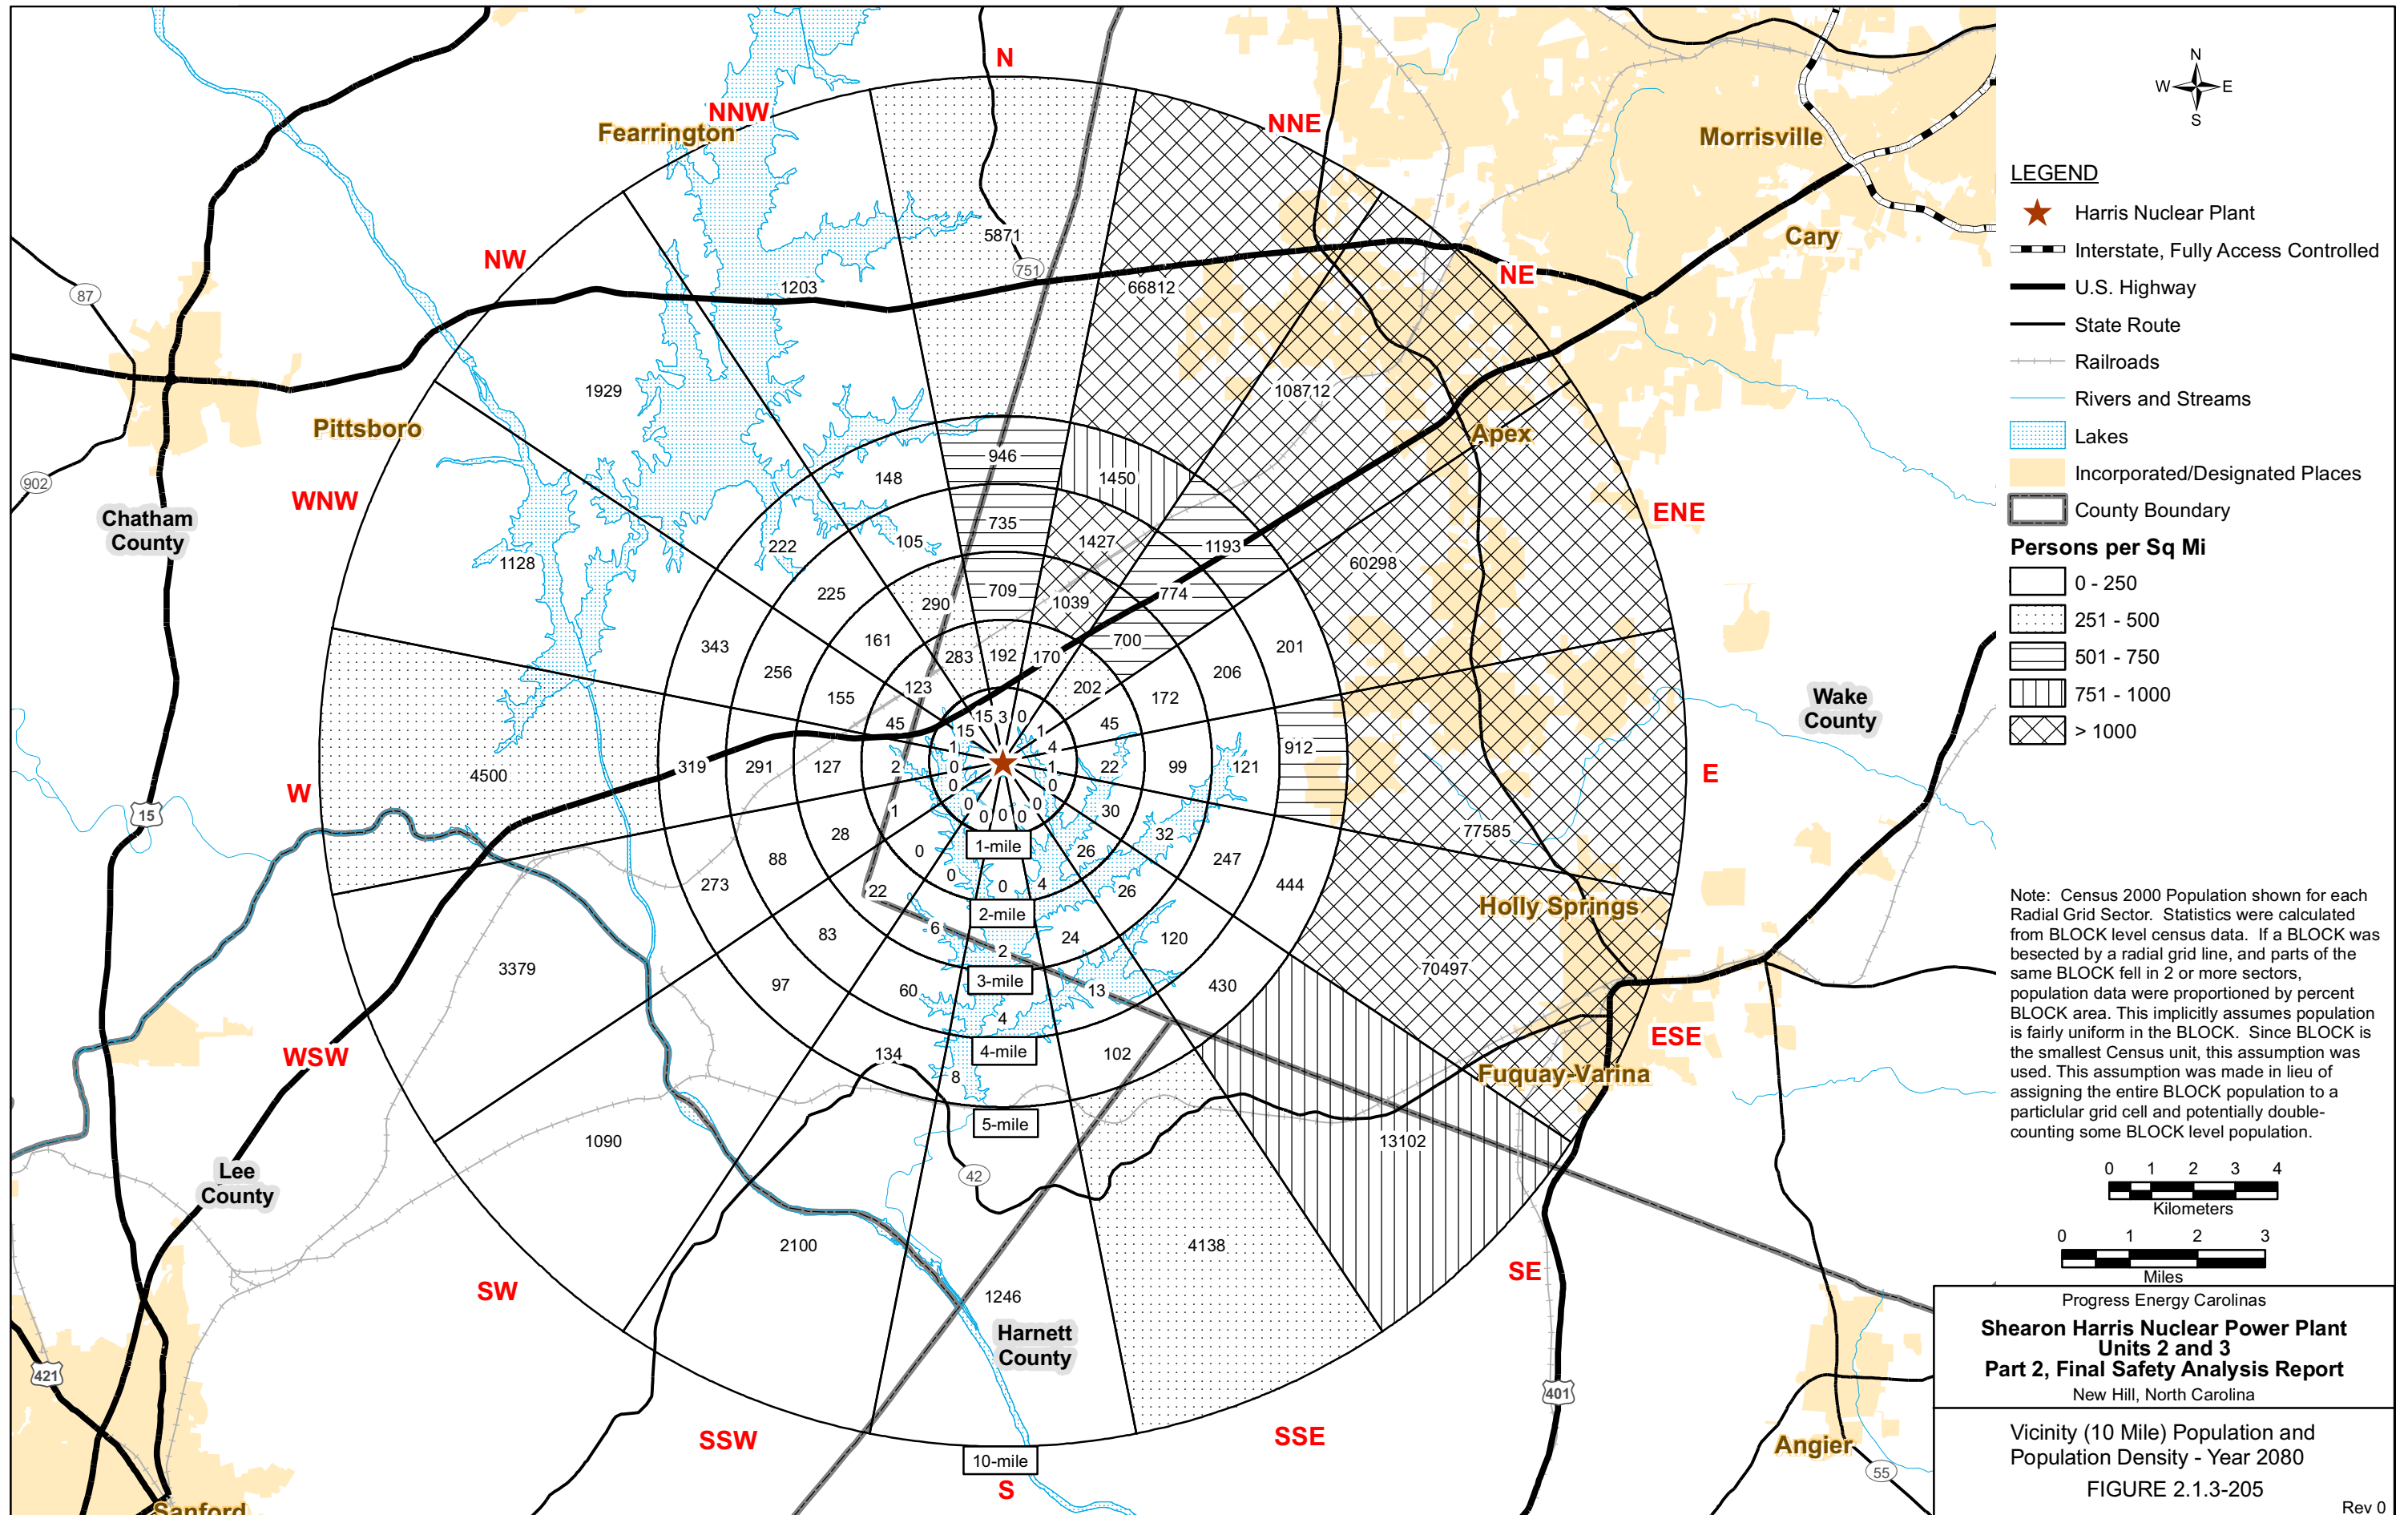 N
NNW
NNE
Fearrington
Morrisville
Cary
5871
751
NW
NE
1203
66812
87
1929
108712
Pittsboro
Apex
902
WNW
ENE
946
148
1450
Chatham
County
735
222
105
1427
1193
1128
60298
225
290
709
1039
774
343
161
700
201
283
192
170
256
206
155
123
202
172
45
15
3
0
45
15
1
1
4
912
4500
319
291
127
2
0
1
22
99
121
Wake
County
E
W
0
0
15
1
0
0
30
0
0
0
28
32
77585
1-mile
88
0
26
247
273
0
0
4
22
26
444
Holly Springs
2-mile
6
24
83
120
2
3379
3-mile
70497
97
60
13
430
4
ESE
WSW
4-mile
134
102
8
Fuquay-Varina
5-mile
1090
13102
Lee
County
42
2100
4138
SE
SW
1246
Harnett
County
421
401
SSW
SSE
Angier
10-mile
55
S
Sanford
N
W
E
S
LEGEND
Harris Nuclear Plant
Interstate, Fully Access Controlled
U.S. Highway
State Route
Railroads
Rivers and Streams
Lakes
Incorporated/Designated Places
County Boundary
Persons per Sq Mi
0 - 250
251 - 500
501 - 750
751 - 1000
> 1000
Note: Census 2000 Population shown for each
Radial Grid Sector. Statistics were calculated
from BLOCK level census data. If a BLOCK was
besected by a radial grid line, and parts of the
same BLOCK fell in 2 or more sectors,
population data were proportioned by percent
BLOCK area. This implicitly assumes population
is fairly uniform in the BLOCK. Since BLOCK is
the smallest Census unit, this assumption was
used. This assumption was made in lieu of
assigning the entire BLOCK population to a
particlular grid cell and potentially double-
counting some BLOCK level population.
0 1 2 3 4
Kilometers
0 1 2 3
Miles
Progress Energy Carolinas
Shearon Harris Nuclear Power Plant
Units 2 and 3
Part 2, Final Safety Analysis Report
New Hill, North Carolina
Vicinity (10 Mile) Population and
Population Density - Year 2080
FIGURE 2.1.3-205
Rev 0